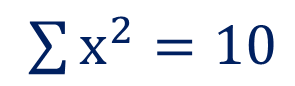 ∑ x² = 10